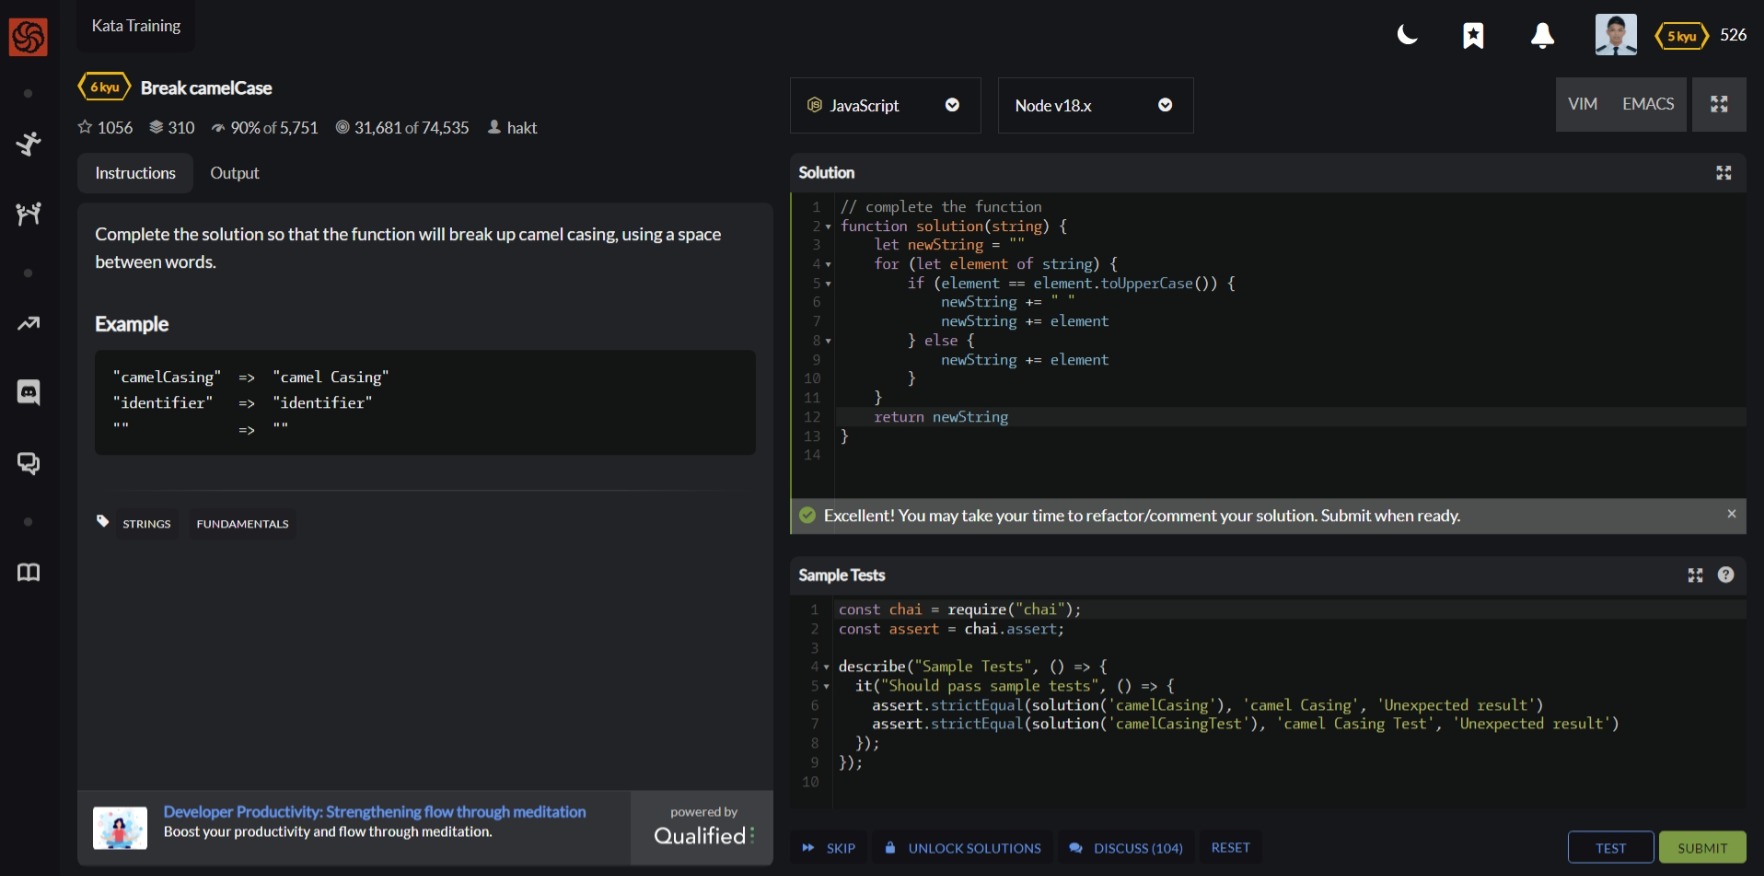 Kata Training
5 kyu 526
6 kyu Break camelCase
1056 310 90% of 5,751 31,681 of 74,535 hakt
JavaScript
Node v18.x
VIM EMACS
Instructions Output
Complete the solution so that the function will break up camel casing, using a space
between words.
Example
"camelCasing" => "camel Casing"
"identifier" => "identifier"
"" => ""
STRINGS FUNDAMENTALS
Developer Productivity: Strengthening flow through meditation
Boost your productivity and flow through meditation.
powered by
Qualified
Solution
1 // complete the function
2 function solution(string) {
3 let newString = ""
4 for (let element of string) {
5 if (element == element.toUpperCase()) {
6 newString += " "
7 newString += element
8 } else {
9 newString += element
10 }
11 }
12 return newString
13 }
14
Excellent! You may take your time to refactor/comment your solution. Submit when ready.
Sample Tests
1 const chai = require("chai");
2 const assert = chai.assert;
3
4 describe("Sample Tests", () => {
5 it("Should pass sample tests", () => {
6 assert.strictEqual(solution('camelCasing'), 'camel Casing', 'Unexpected result')
7 assert.strictEqual(solution('camelCasingTest'), 'camel Casing Test', 'Unexpected result')
8 });
9 });
10
SKIP UNLOCK SOLUTIONS DISCUSS (104) RESET TEST SUBMIT